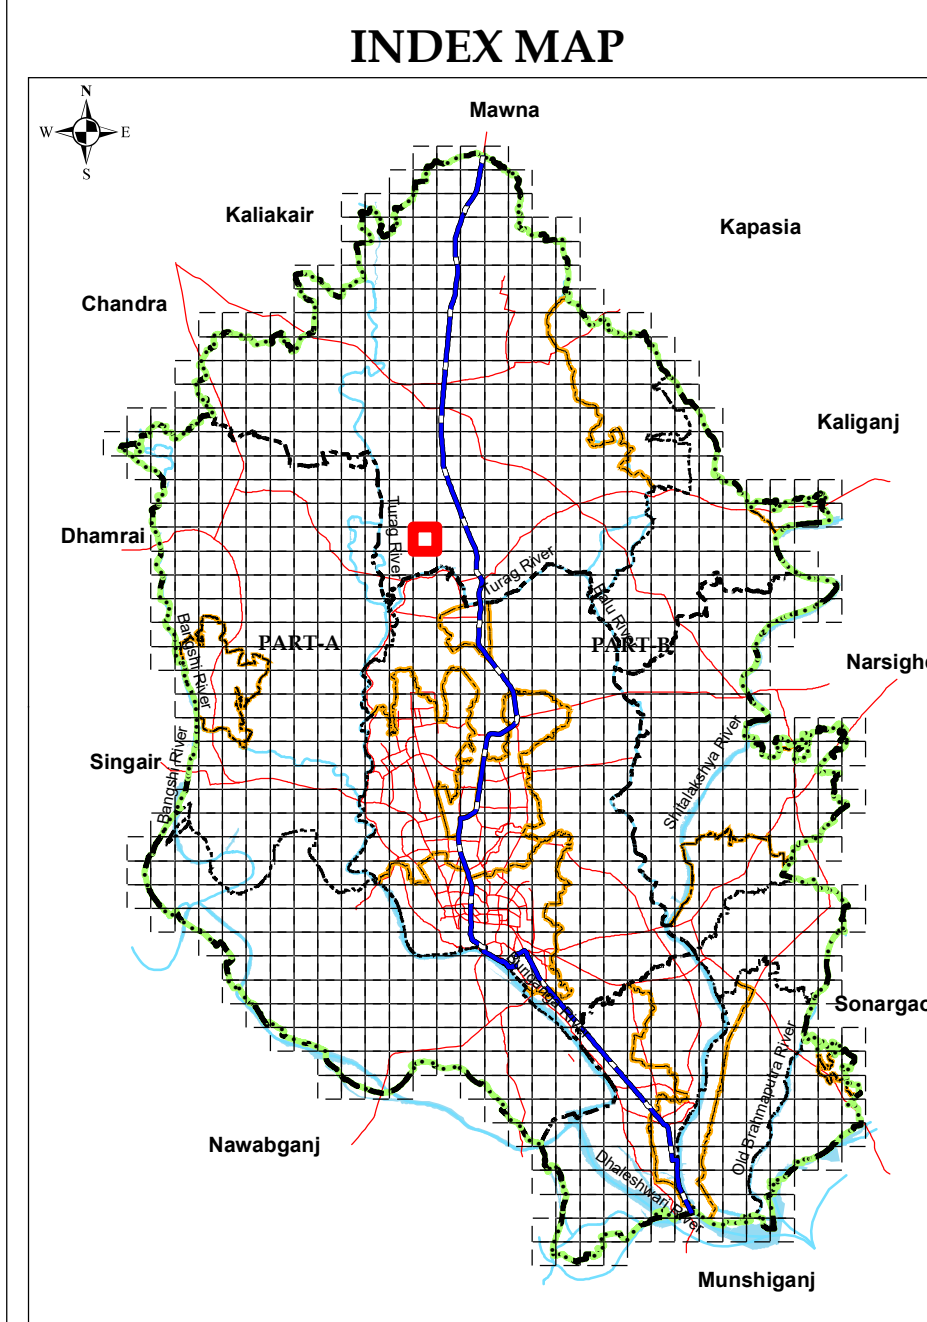 INDEX MAP
N
W E
S
Mawna
Kaliakair
Kapasia
Chandra
Kaliganj
Turag River
Dhamrai
Turag River
Balu River
Bangshi River
PART-A
PART-B
Narsighd
Shitalakshya River
Bangshi River
Singair
Buriganga River
Sonargao
Old Brahmaputra River
Nawabganj
Dhaleshwari River
Munshiganj